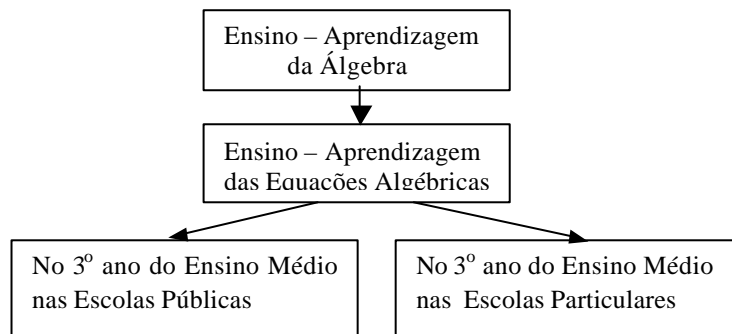 Ensino – Aprendizagem
da Álgebra
Ensino – Aprendizagem
das Equações Algébricas
No 3º ano do Ensino Médio
nas Escolas Públicas
No 3º ano do Ensino Médio
nas Escolas Particulares